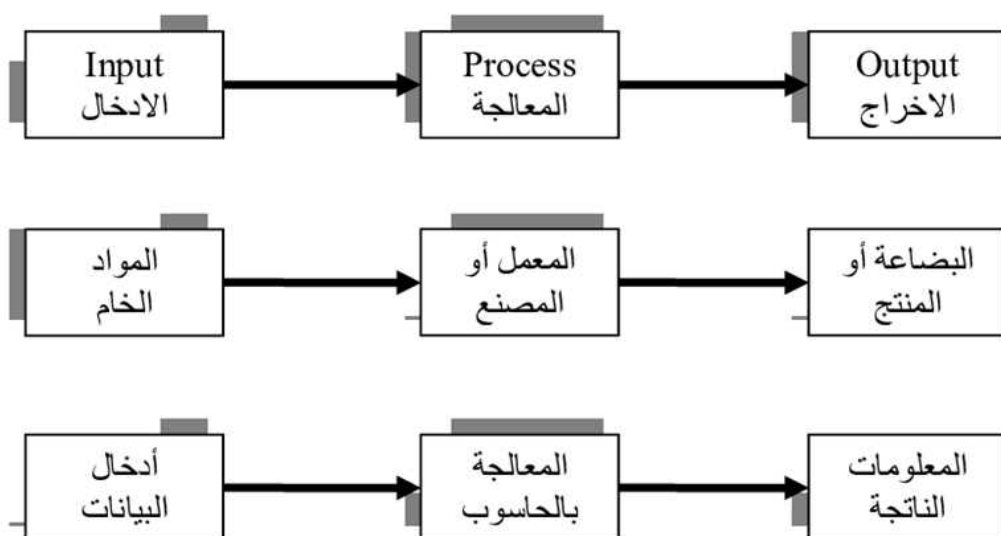 Input
الادخال
Process
المعالجة
Output
الاخراج
المواد
الخام
المعمل أو
المصنع
البضاعة أو
المنتج
أدخال
البيانات
المعالجة
بالحاسوب
المعلومات
الناتجة